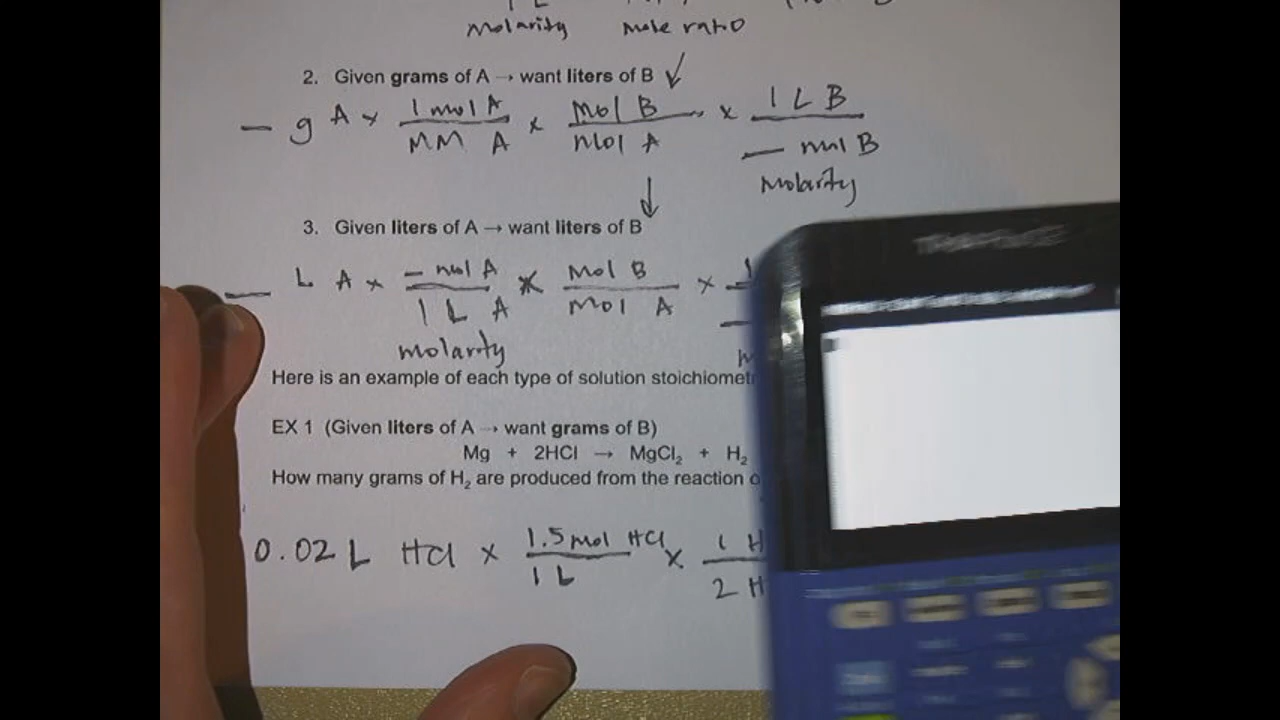 molarity mole ratio
2. Given grams of A → want liters of B ↓
— g A x 1 mol A / MM A x Mol B / mol A x 1 L B / — mol B
Molarity
3. Given liters of A → want liters of B ↓
— L A x — mol A / 1 L A x Mol B / Mol A x
molarity
Here is an example of each type of solution
EX 1 (Given liters of A → want grams of B)
Mg + 2HCl → MgCl₂ + H₂
How many grams of H₂ are produced from the reaction
0.02 L HCl x 1.5 mol HCl / 1 L x 1 H / 2 H